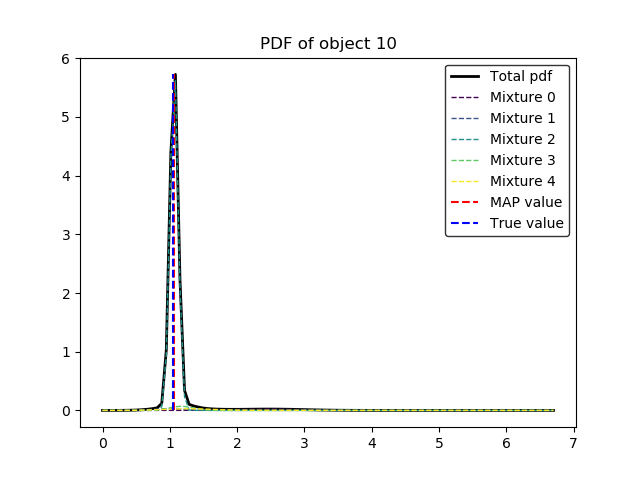 PDF of object 10
6
5
4
3
2
1
0
0 1 2 3 4 5 6 7
Total pdf
Mixture 0
Mixture 1
Mixture 2
Mixture 3
Mixture 4
MAP value
True value